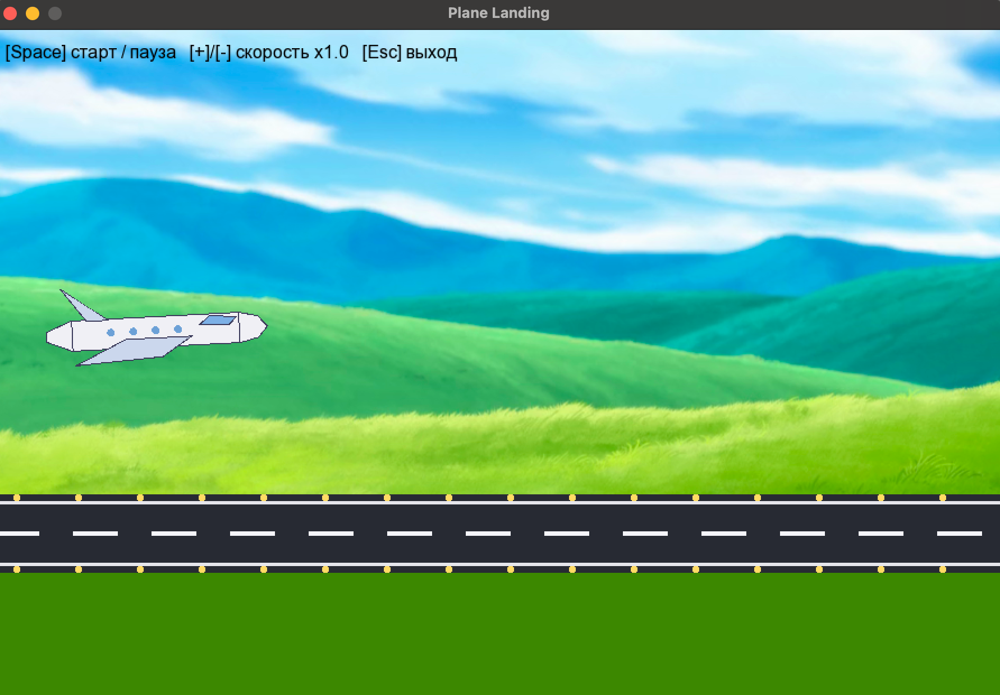 Plane Landing
[Space] старт / пауза [+]/[-] скорость x1.0 [Esc] выход